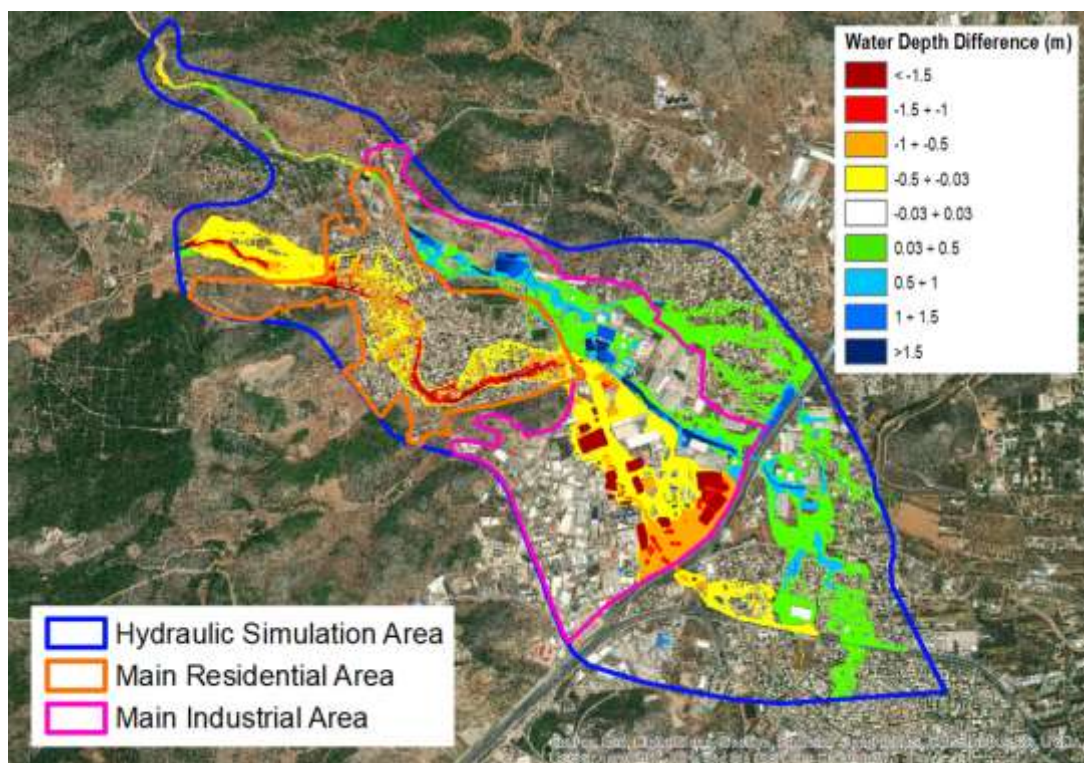 Water Depth Difference (m)
< -1.5
-1.5 ÷ -1
-1 ÷ -0.5
-0.5 ÷ -0.03
-0.03 ÷ 0.03
0.03 ÷ 0.5
0.5 ÷ 1
1 ÷ 1.5
>1.5
Hydraulic Simulation Area
Main Residential Area
Main Industrial Area